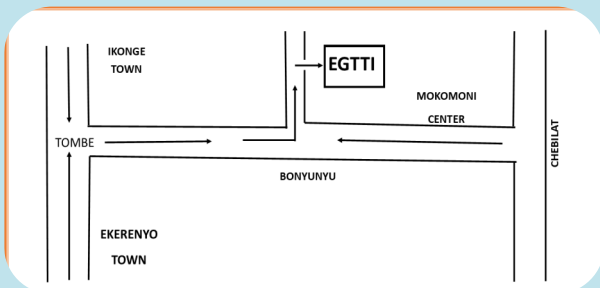 IKONGE
TOWN
EGTTI
MOKOMONI
CENTER
TOMBE
CHEBILAT
BONYUNYU
EKERENYO
TOWN